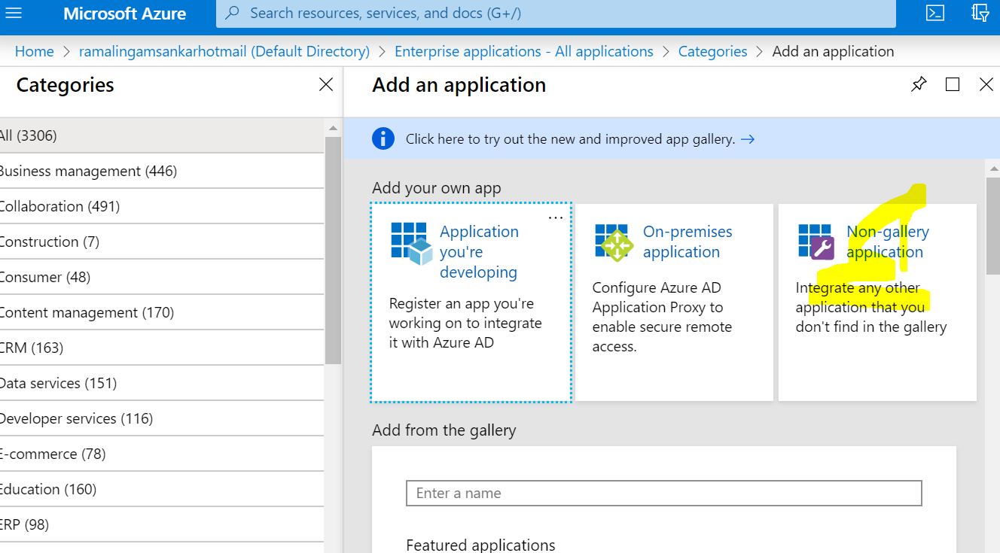 Microsoft Azure
Search resources, services, and docs (G+/)
Home > ramalingamsankarhotmail (Default Directory) > Enterprise applications - All applications > Categories > Add an application
Categories
All (3306)
Business management (446)
Collaboration (491)
Construction (7)
Consumer (48)
Content management (170)
CRM (163)
Data services (151)
Developer services (116)
E-commerce (78)
Education (160)
ERP (98)
Add an application
Click here to try out the new and improved app gallery. →
Add your own app
Application
you're
developing
Register an app you're
working on to integrate
it with Azure AD
On-premises
application
Configure Azure AD
Application Proxy to
enable secure remote
access.
Non-gallery
application
Integrate any other
application that you
don't find in the gallery
Add from the gallery
Enter a name
Featured applications